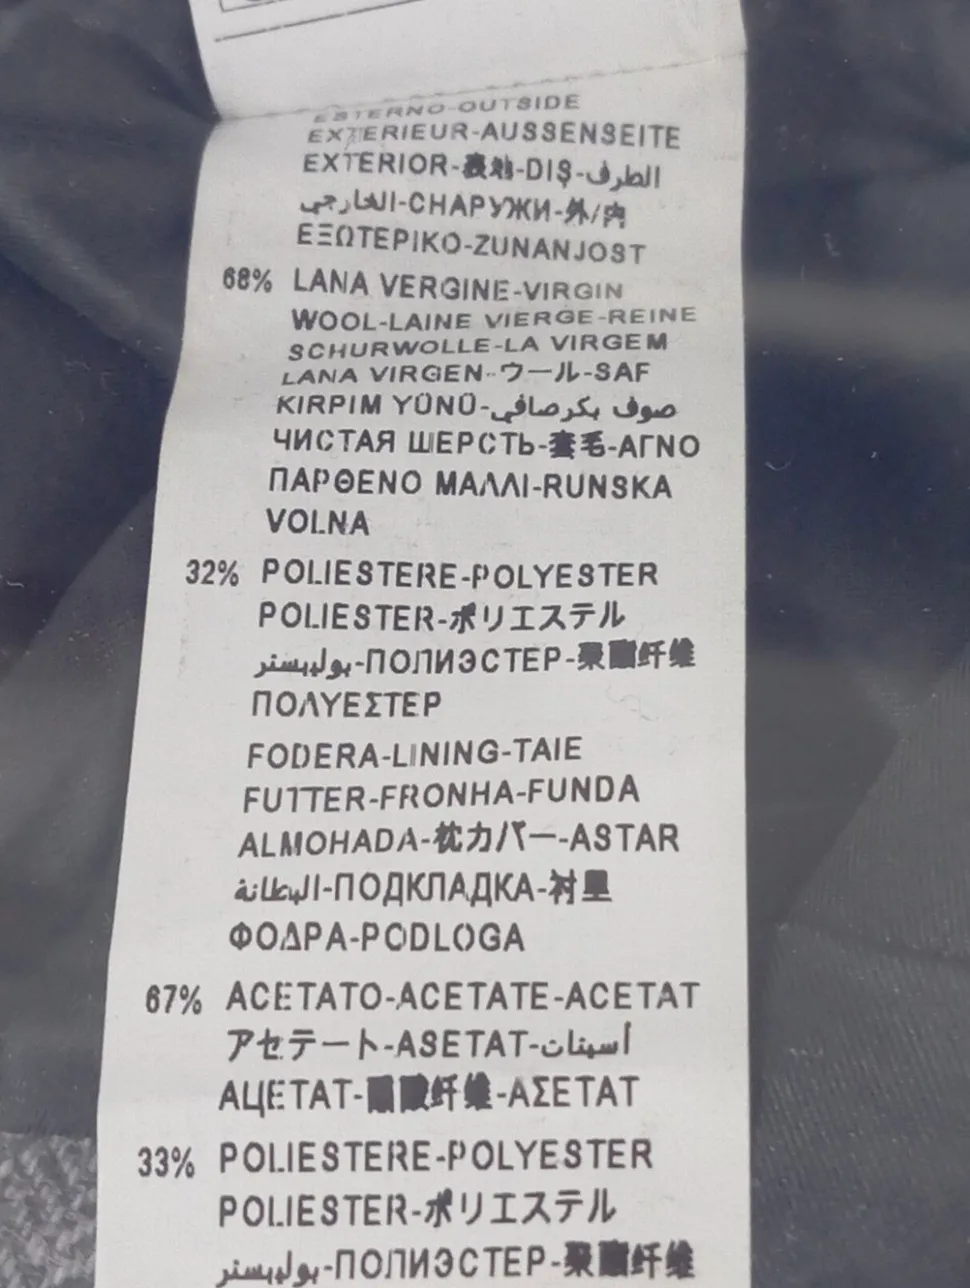 ESTERNO-OUTSIDE
EXTERIEUR-AUSSENSEITE
EXTERIOR-表地-DIŞ-الطرف
الخارجي-СНАРУЖИ-外/内
ΕΞΩΤΕΡΙΚΟ-ZUNANJOST
68% LANA VERGINE-VIRGIN
WOOL-LAINE VIERGE-REINE
SCHURWOLLE-LA VIRGEM
LANA VIRGEN-ウール-SAF
KIRPIM YÜNÜ-صوف بكر صافي
ЧИСТАЯ ШЕРСТЬ-套毛-ΑΓΝΟ
ΠΑΡΘΕΝΟ ΜΑΛΛΙ-RUNSKA
VOLNA
32% POLIESTERE-POLYESTER
POLIESTER-ポリエステル
بوليستر-ПОЛИЭСТЕР-聚酯纤维
ΠΟΛΥΕΣΤΕΡ
FODERA-LINING-TAIE
FUTTER-FRONHA-FUNDA
ALMOHADA-枕カバー-ASTAR
البطانة-ПОДКЛАДКА-衬里
ΦΟΔΡΑ-PODLOGA
67% ACETATO-ACETATE-ACETAT
アセテート-ASETAT-أسيتات
АЦЕТАТ-醋酸纤维-ΑΣΕΤΑΤ
33% POLIESTERE-POLYESTER
POLIESTER-ポリエステル
بوليستر-ПОЛИЭСТЕР-聚酯纤维